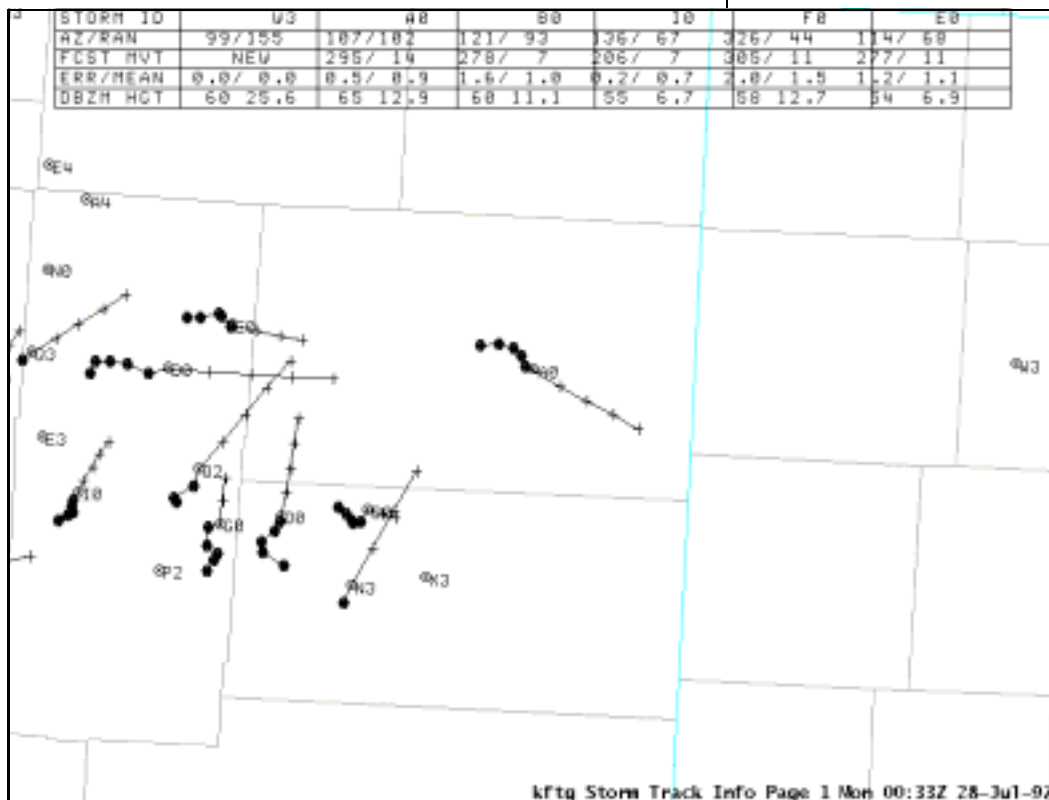 STORM ID W3 A0 B0 I0 F0 E0
AZ/RAN 99/155 107/102 121/ 93 136/ 67 326/ 44 114/ 68
FCST MVT NEW 295/ 14 278/ 7 206/ 7 305/ 11 277/ 11
ERR/MEAN 0.0/ 0.0 0.5/ 0.9 1.6/ 1.0 0.2/ 0.7 2.0/ 1.5 1.2/ 1.1
DBZM HGT 60 25.6 65 12.9 60 11.1 55 6.7 58 12.7 54 6.9
E4
A4
N0
E0
O3
A0
W3
E3
I0
G0
P2
N3
K3
kftg Storm Track Info Page 1 Mon 00:33Z 28-Jul-97